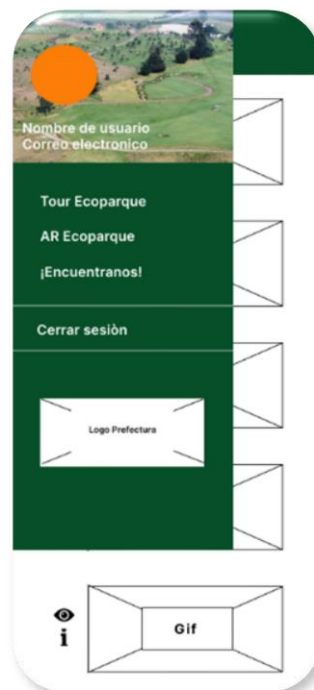 Nombre de usuario
Correo electronico
Tour Ecoparque
AR Ecoparque
¡Encuentranos!
Cerrar sesiòn
Logo Prefectura
i
Gif